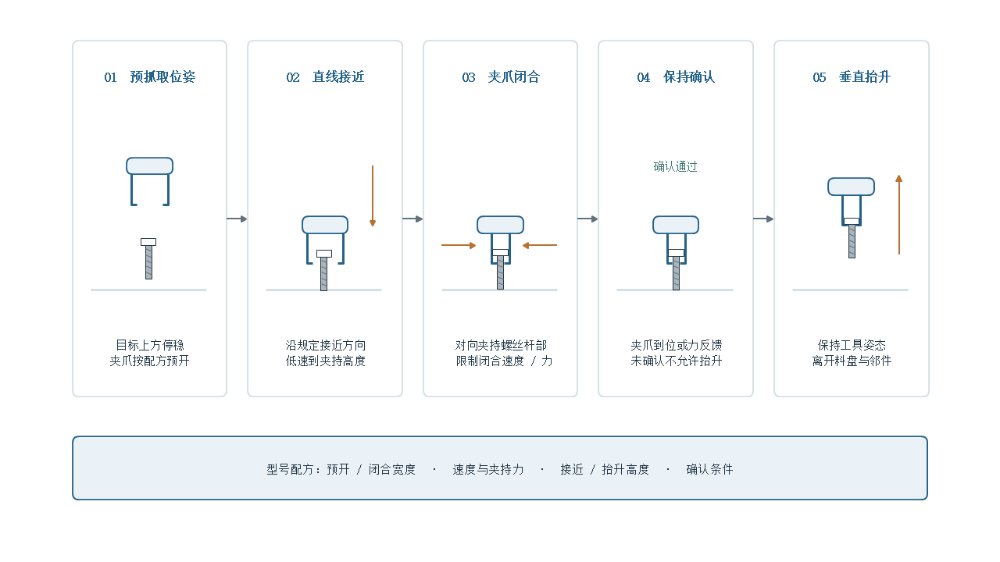 01 预抓取位姿
02 直线接近
03 夹爪闭合
04 保持确认
05 垂直抬升
确认通过
目标上方停稳
夹爪按配方预开
沿规定接近方向
低速到夹持高度
对向夹持螺丝杆部
限制闭合速度 / 力
夹爪到位或力反馈
未确认不允许抬升
保持工具姿态
离开料盘与邻件
型号配方：预开 / 闭合宽度 · 速度与夹持力 · 接近 / 抬升高度 · 确认条件